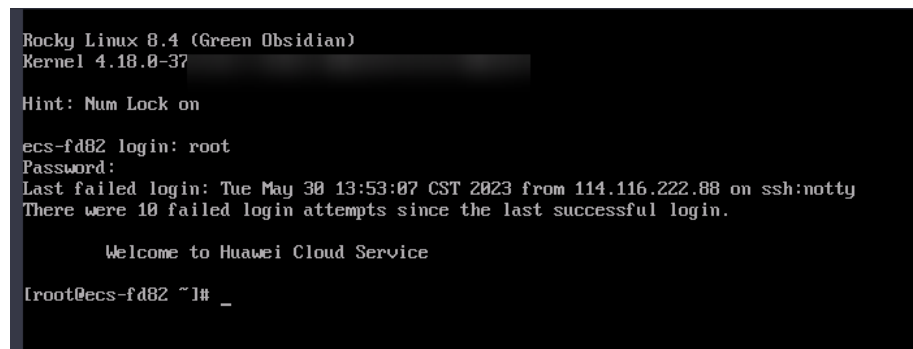 Rocky Linux 8.4 (Green Obsidian)
Kernel 4.18.0-37
Hint: Num Lock on
ecs-fd82 login: root
Password:
Last failed login: Tue May 30 13:53:07 CST 2023 from 114.116.222.88 on ssh:notty
There were 10 failed login attempts since the last successful login.
Welcome to Huawei Cloud Service
[root@ecs-fd82 ~]# _